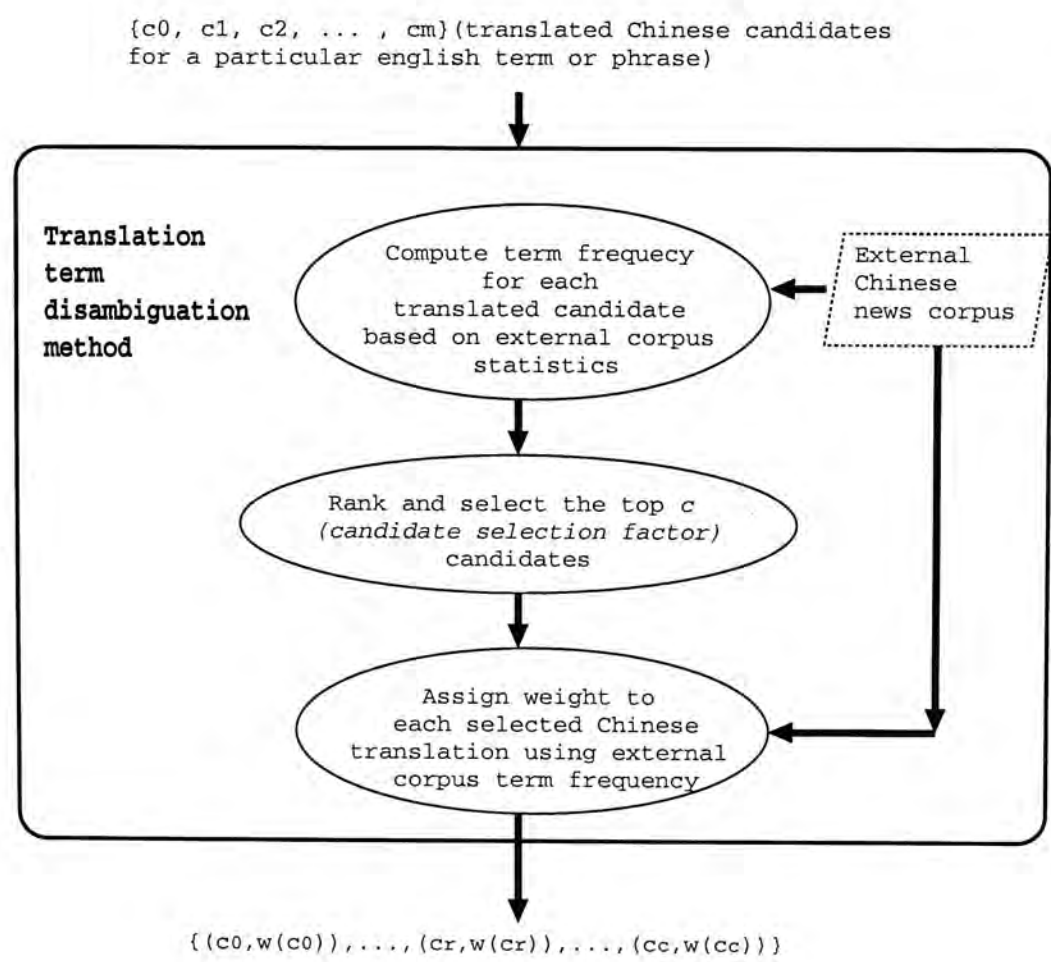 {c0, c1, c2, ... , cm}(translated Chinese candidates
for a particular english term or phrase)
Translation
term
disambiguation
method
Compute term frequecy
for each
translated candidate
based on external corpus
statistics
External
Chinese
news corpus
Rank and select the top c
(candidate selection factor)
candidates
Assign weight to
each selected Chinese
translation using external
corpus term frequency
{(c0,w(c0)),...,(cr,w(cr)),...,(cc,w(cc))}